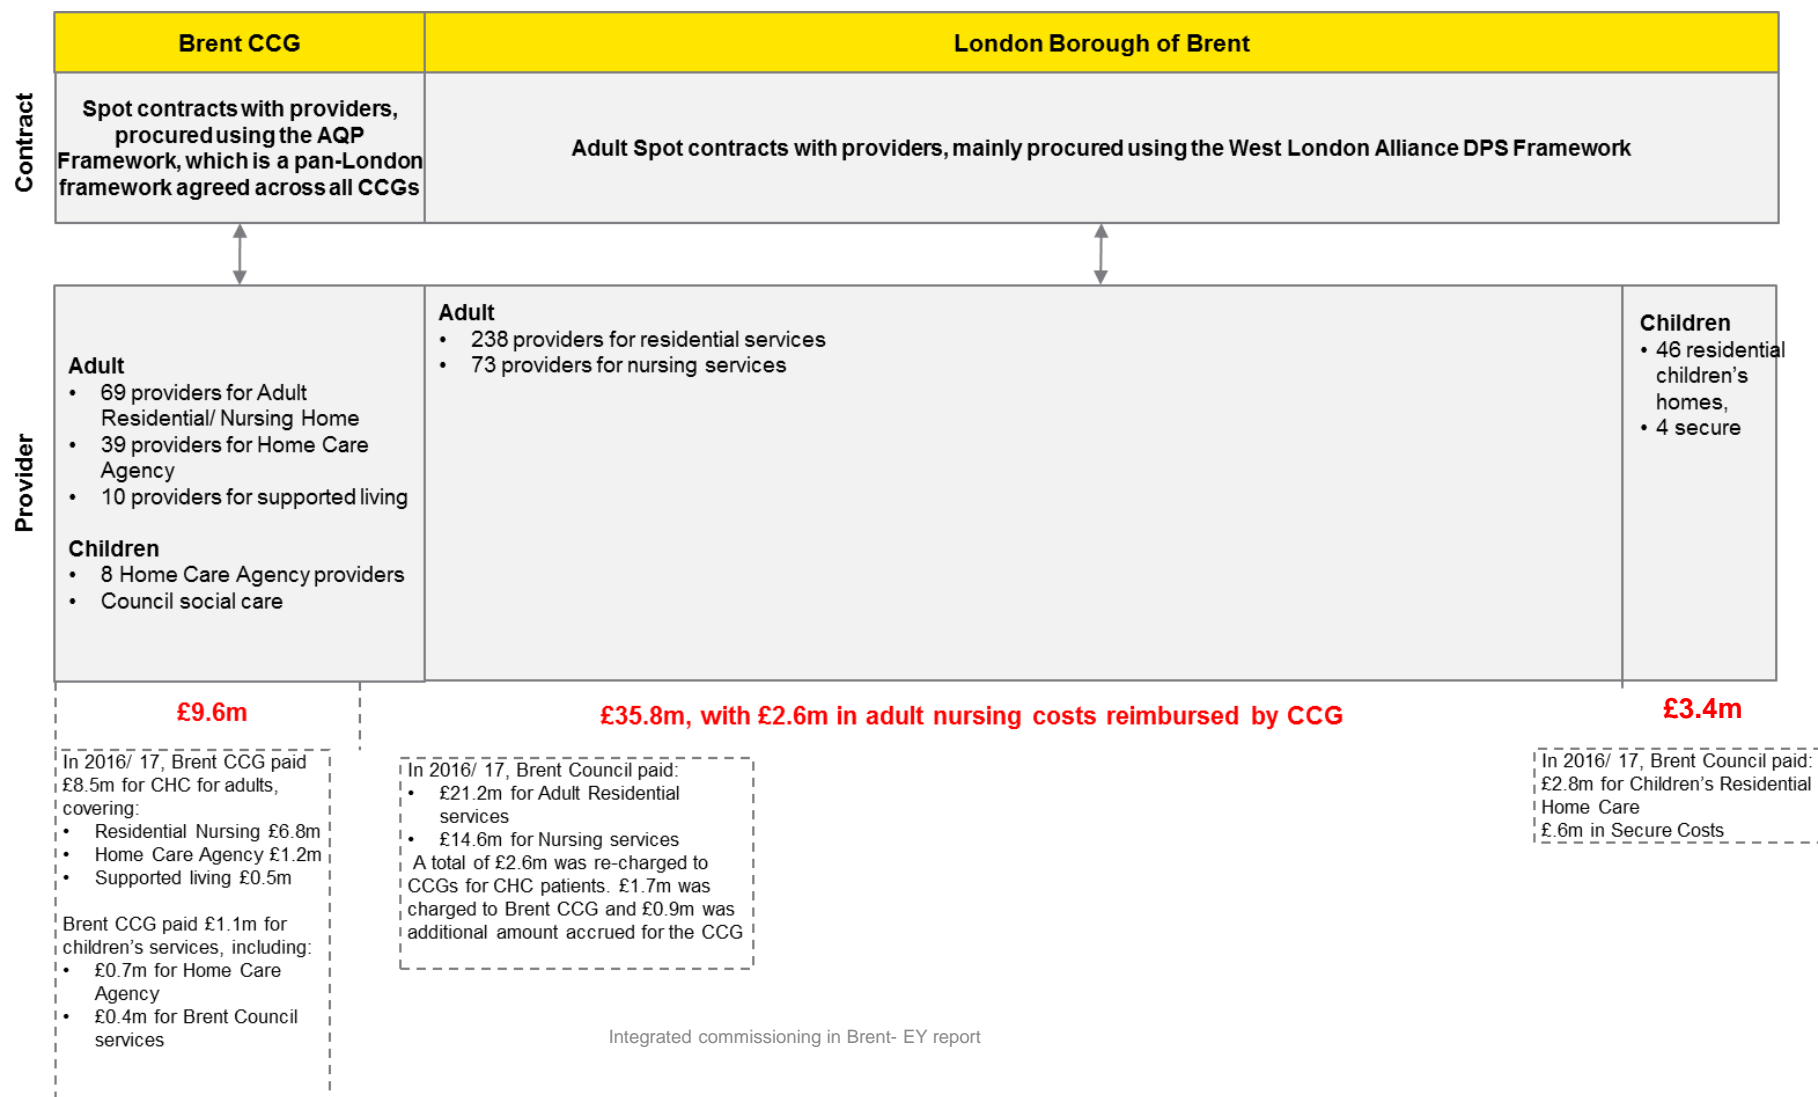 Brent CCG
London Borough of Brent
Contract
Spot contracts with providers,
procured using the AQP
Framework, which is a pan-London
framework agreed across all CCGs
Adult Spot contracts with providers, mainly procured using the West London Alliance DPS Framework
Provider
Adult
• 69 providers for Adult
Residential/ Nursing Home
• 39 providers for Home Care
Agency
• 10 providers for supported living
Children
• 8 Home Care Agency providers
• Council social care
Adult
• 238 providers for residential services
• 73 providers for nursing services
Children
• 46 residential
children's
homes,
• 4 secure
£9.6m
£35.8m, with £2.6m in adult nursing costs reimbursed by CCG
£3.4m
In 2016/ 17, Brent CCG paid
£8.5m for CHC for adults,
covering:
• Residential Nursing £6.8m
• Home Care Agency £1.2m
• Supported living £0.5m
Brent CCG paid £1.1m for
children's services, including:
• £0.7m for Home Care
Agency
• £0.4m for Brent Council
services
In 2016/ 17, Brent Council paid:
• £21.2m for Adult Residential
services
• £14.6m for Nursing services
A total of £2.6m was re-charged to
CCGs for CHC patients. £1.7m was
charged to Brent CCG and £0.9m was
additional amount accrued for the CCG
In 2016/ 17, Brent Council paid:
£2.8m for Children's Residential
Home Care
£.6m in Secure Costs
Integrated commissioning in Brent- EY report